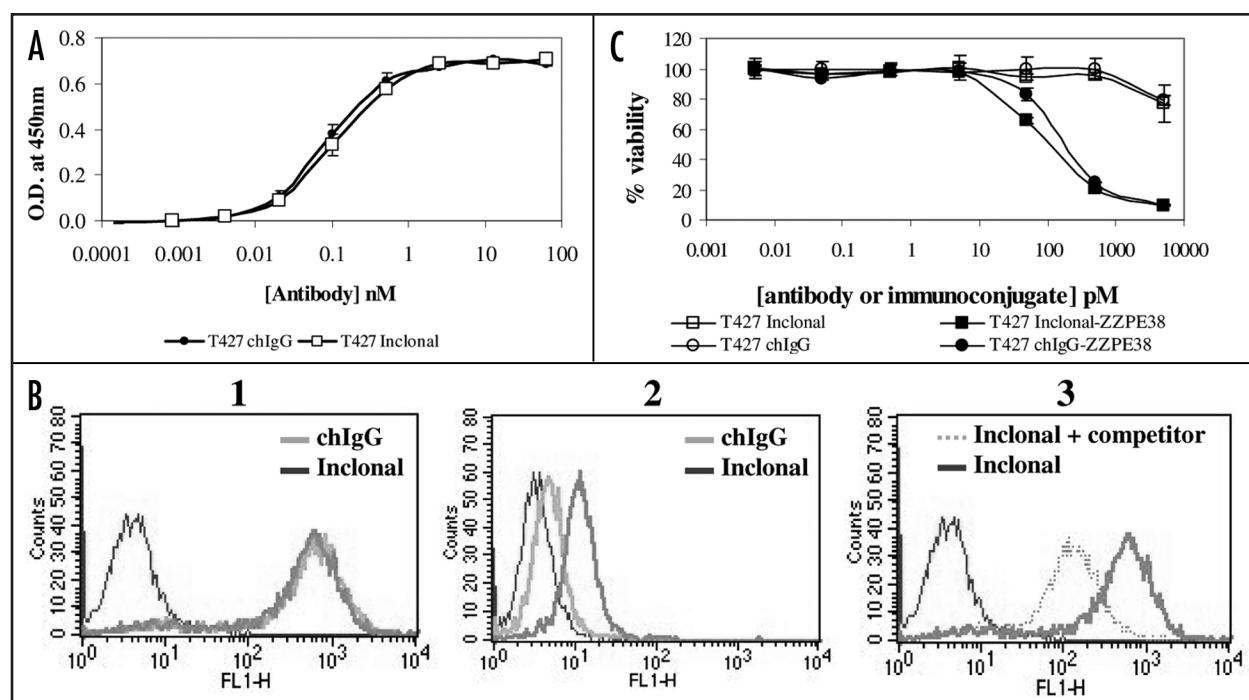 A
0.8
0.6
0.4
0.2
0.0
O.D. at 450nm
0.0001 0.001 0.01 0.1 1 10 100
[Antibody] nM
T427 chIgG T427 Inclonal
C
120
100
80
60
40
20
0
% viability
0.001 0.1 1 10 100 1000 10000
[antibody or immunoconjugate] pM
T427 Inclonal T427 Inclonal-ZZPE38
T427 chIgG T427 chIgG-ZZPE38
B
1
chIgG
Inclonal
80
70
60
50
40
30
20
10
0
Counts
10^0 10^1 10^2 10^3 10^4
FL1-H
2
chIgG
Inclonal
80
70
60
50
40
30
20
10
0
Counts
10^0 10^1 10^2 10^3 10^4
FL1-H
3
Inclonal + competitor
Inclonal
80
70
60
50
40
30
20
10
0
Counts
10^0 10^1 10^2 10^3 10^4
FL1-H